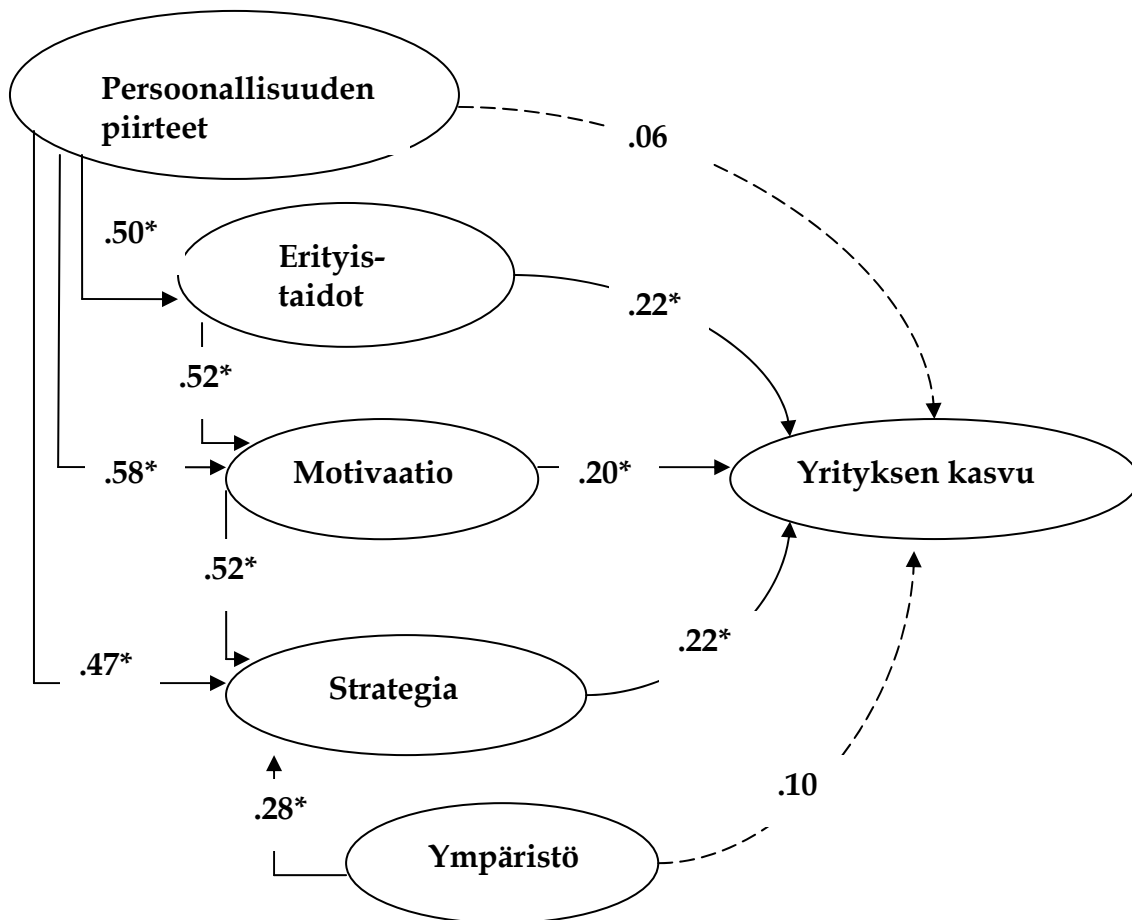 Persoonallisuuden
piirteet
.06
.50*
Erityis-
taidot
.22*
.52*
.58*
Motivaatio
.20*
Yrityksen kasvu
.52*
.47*
Strategia
.22*
.28*
Ympäristö
.10